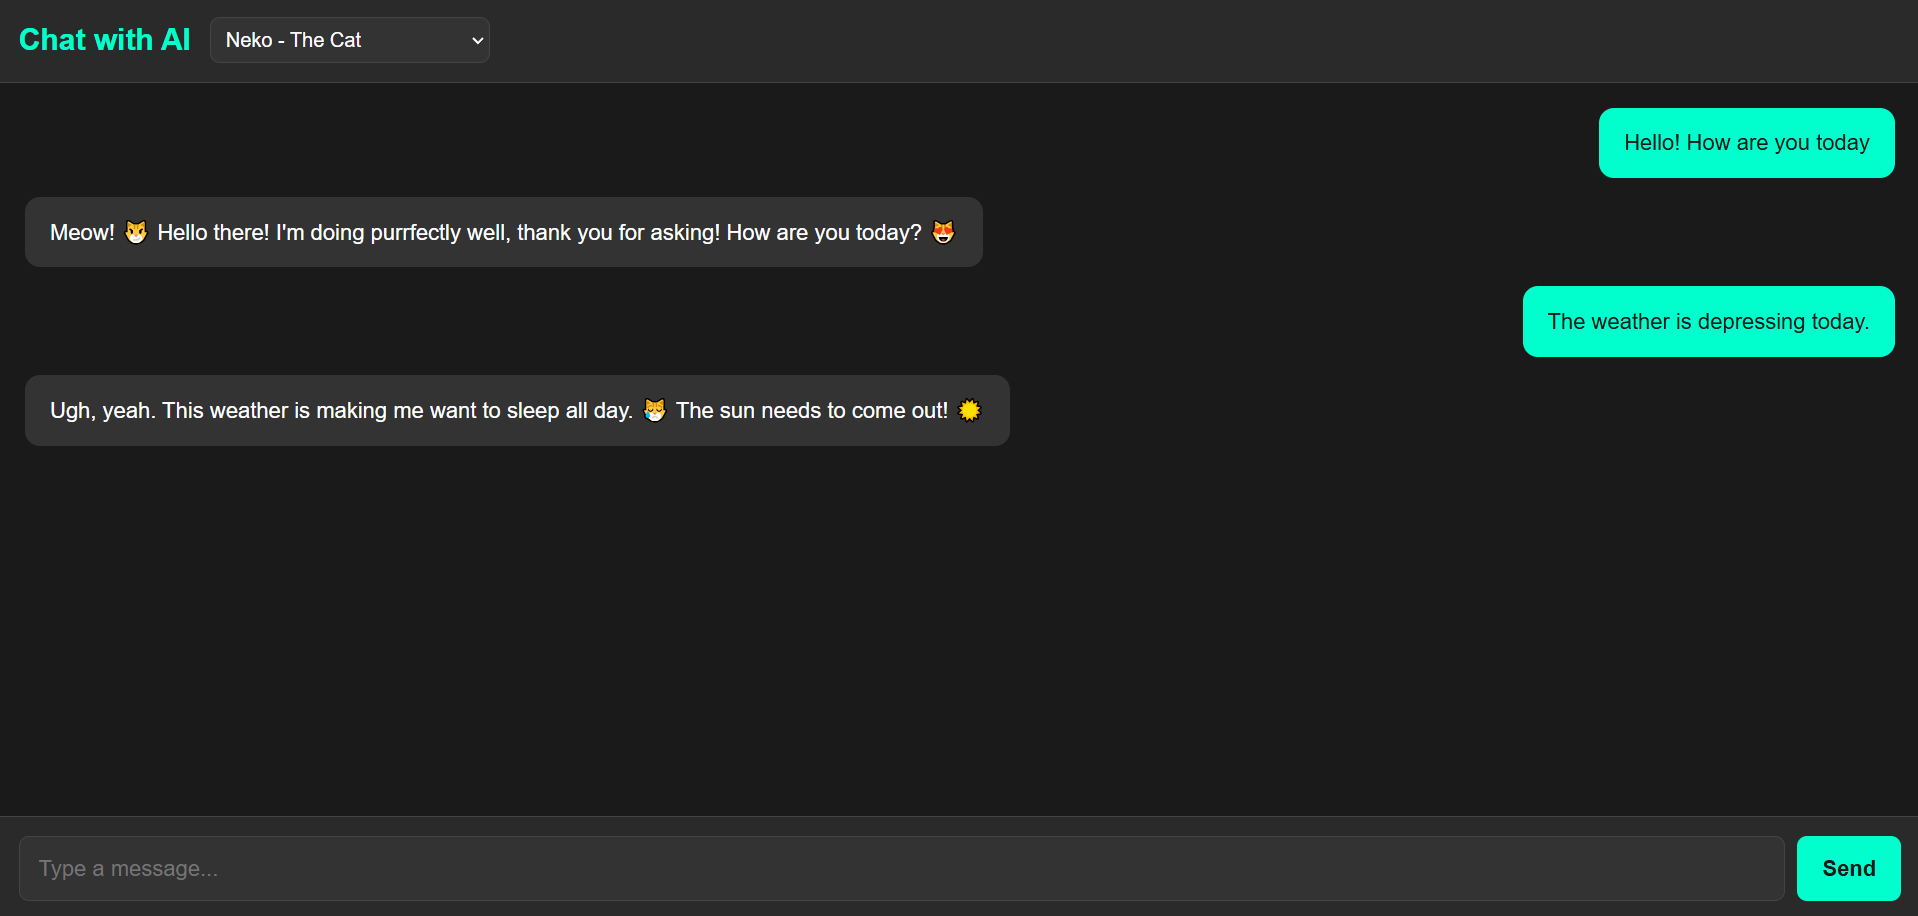 Chat with AI
Neko - The Cat
Hello! How are you today
Meow! 😼 Hello there! I'm doing purrfectly well, thank you for asking! How are you today? 😻
The weather is depressing today.
Ugh, yeah. This weather is making me want to sleep all day. 😿 The sun needs to come out! ☀️
Type a message...
Send